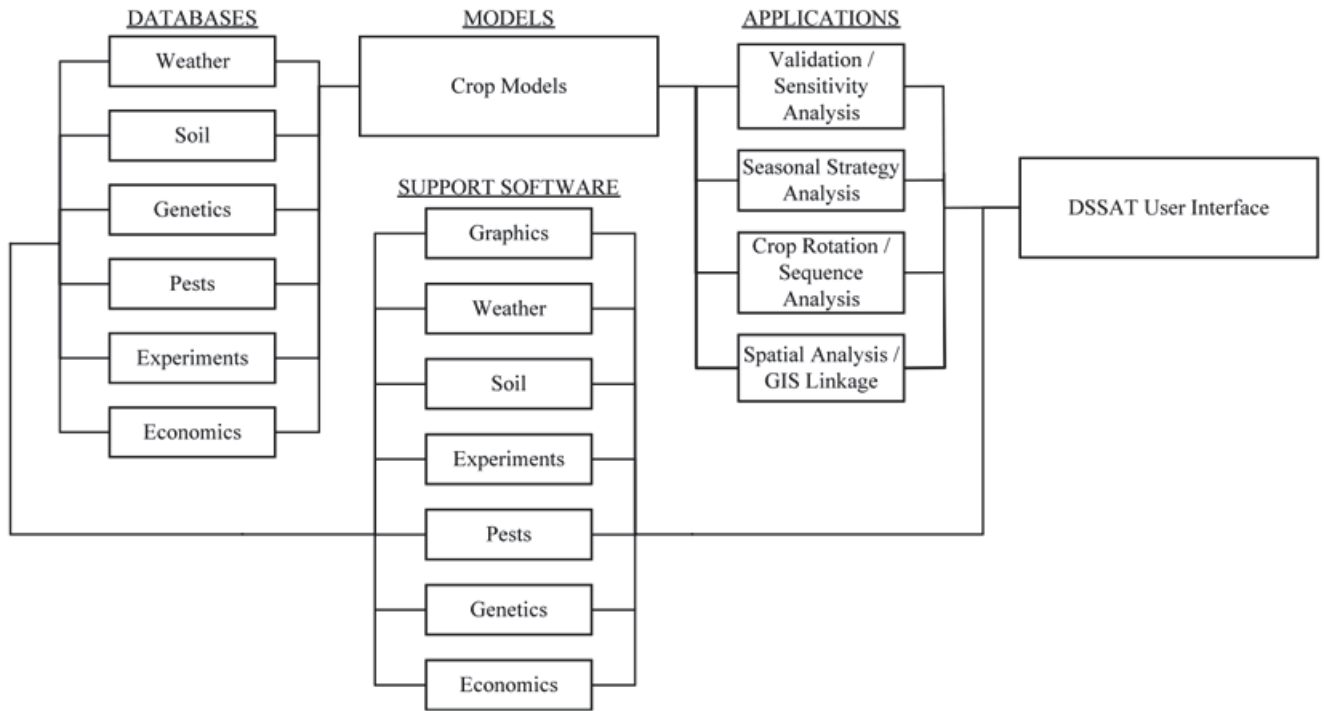 DATABASES
Weather
Soil
Genetics
Pests
Experiments
Economics
MODELS
Crop Models
SUPPORT SOFTWARE
Graphics
Weather
Soil
Experiments
Pests
Genetics
Economics
APPLICATIONS
Validation /
Sensitivity
Analysis
Seasonal Strategy
Analysis
Crop Rotation /
Sequence
Analysis
Spatial Analysis /
GIS Linkage
DSSAT User Interface